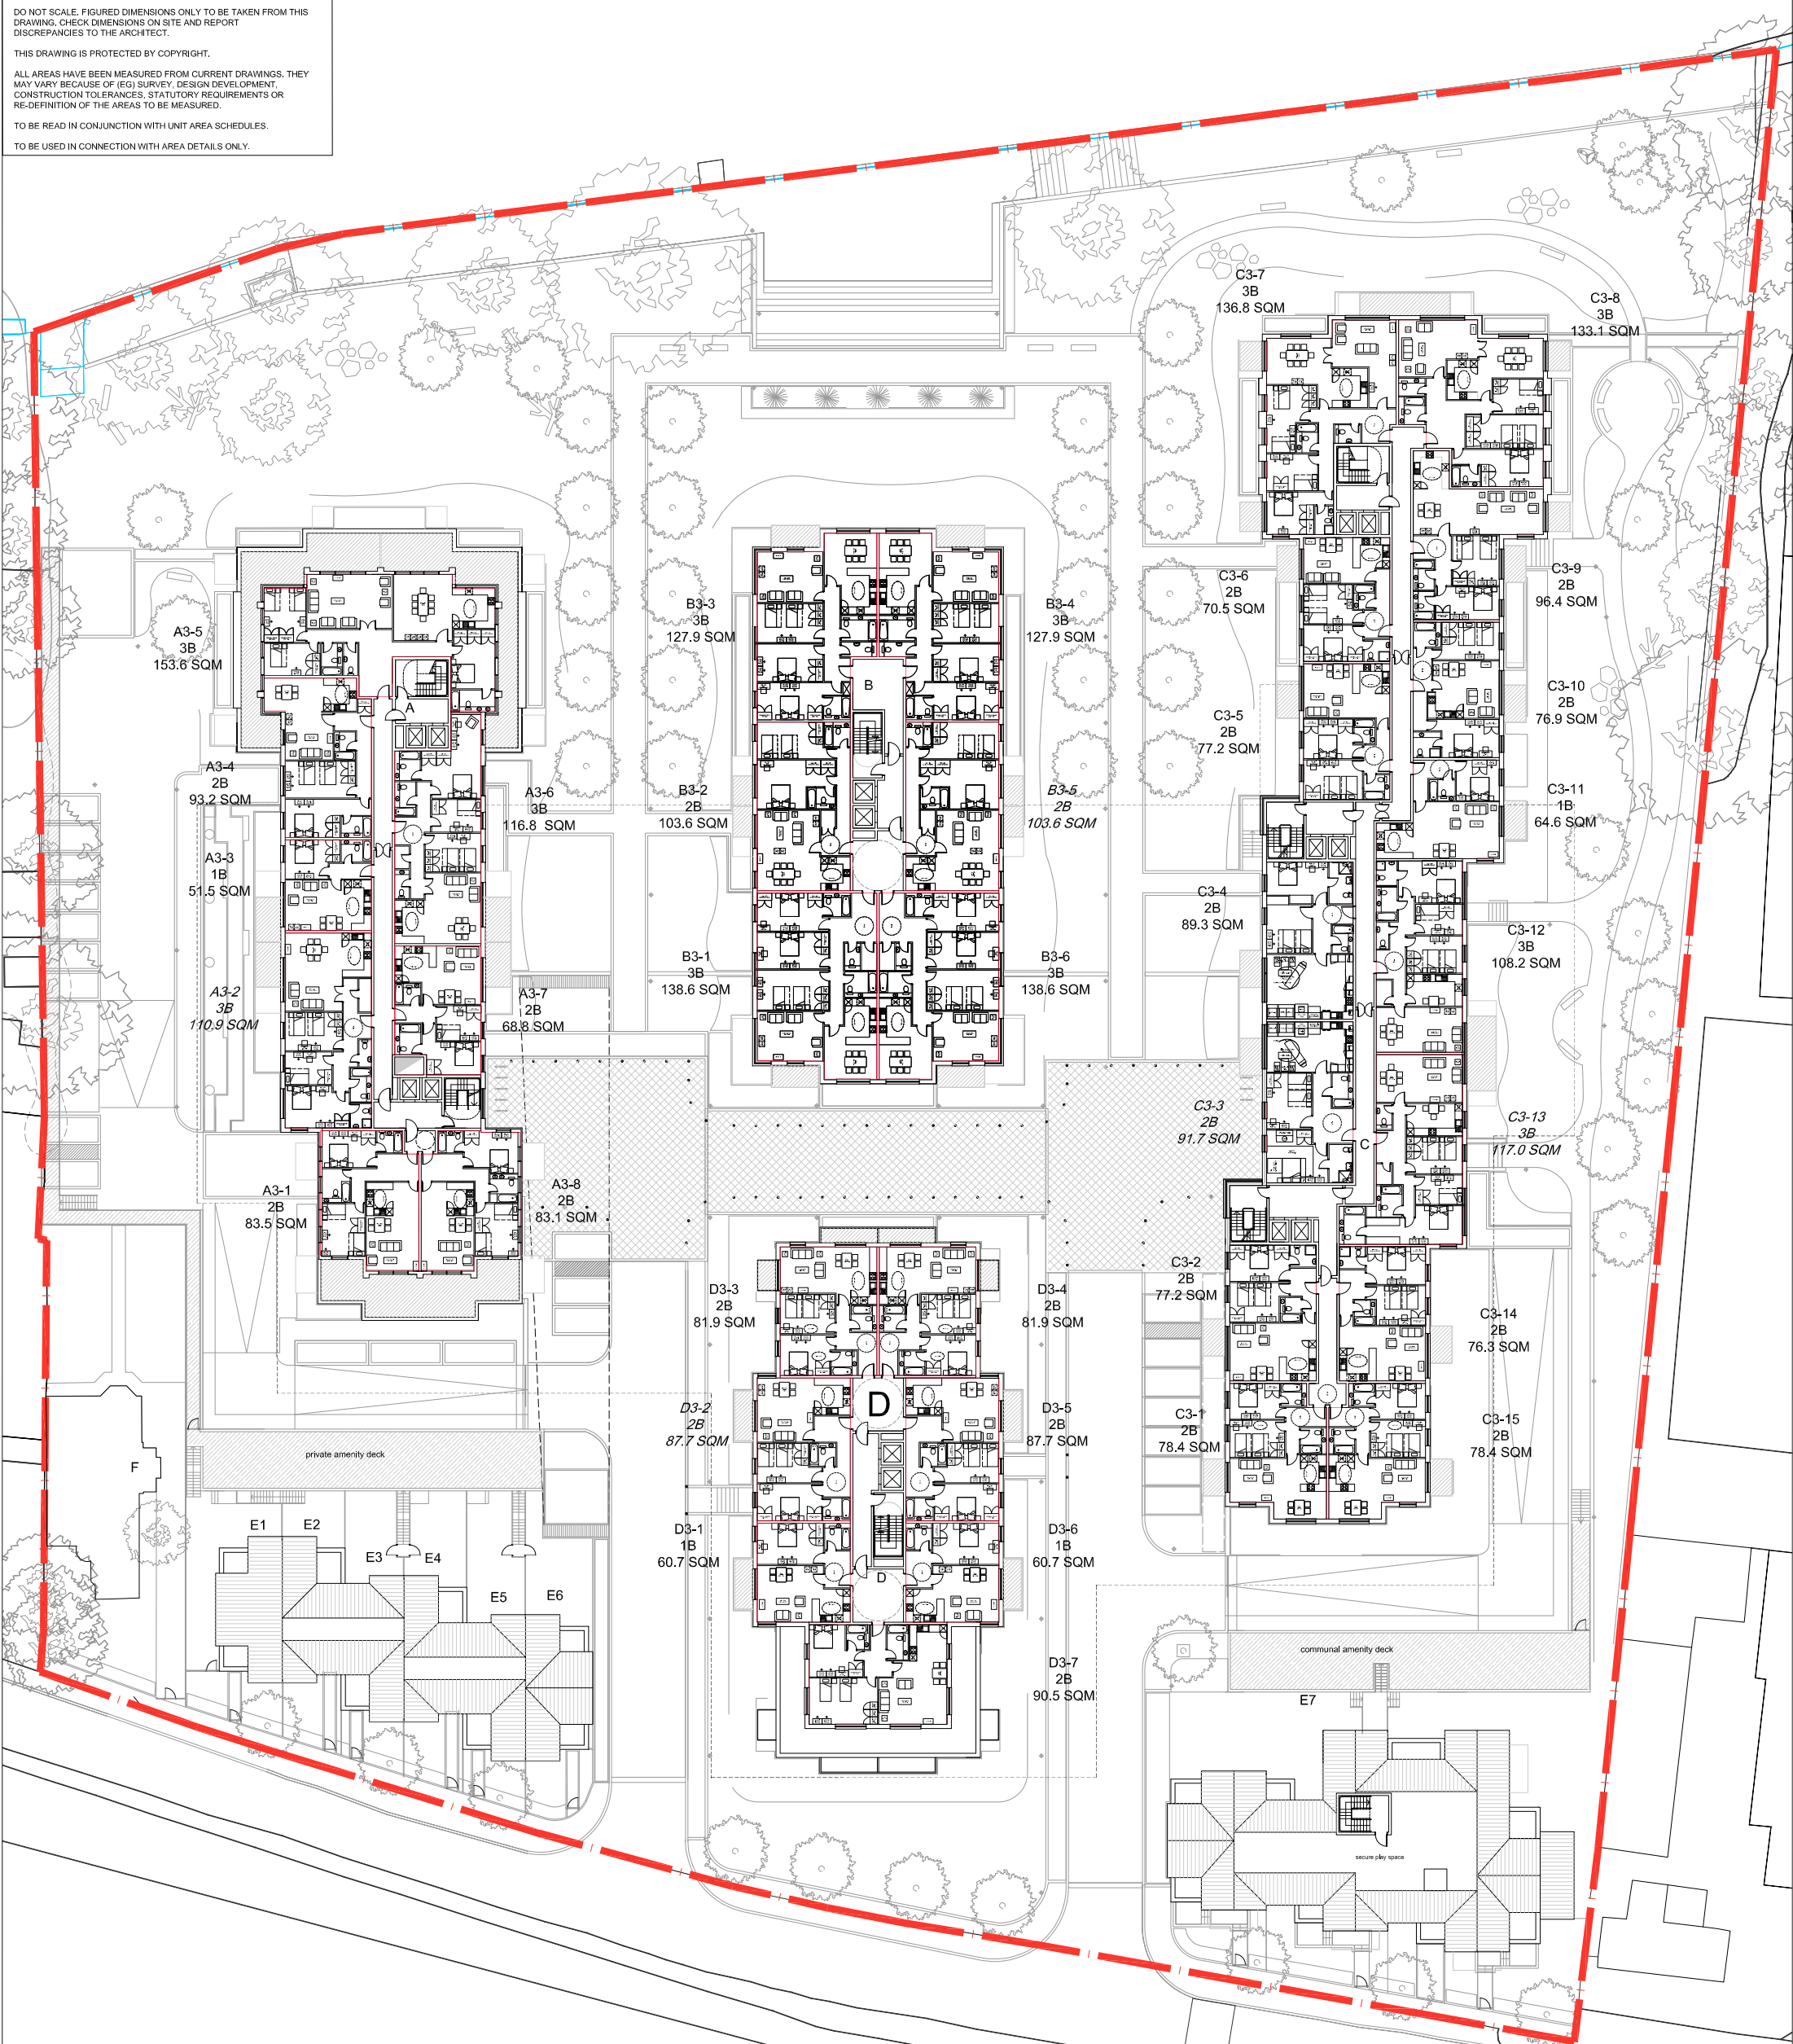 DO NOT SCALE. FIGURED DIMENSIONS ONLY TO BE TAKEN FROM THIS
DRAWING. CHECK DIMENSIONS ON SITE AND REPORT
DISCREPANCIES TO THE ARCHITECT.
THIS DRAWING IS PROTECTED BY COPYRIGHT.
ALL AREAS HAVE BEEN MEASURED FROM CURRENT DRAWINGS. THEY
MAY VARY BECAUSE OF (EG) SURVEY, DESIGN DEVELOPMENT,
CONSTRUCTION TOLERANCES, STATUTORY REQUIREMENTS OR
RE-DEFINITION OF THE AREAS TO BE MEASURED.
TO BE READ IN CONJUNCTION WITH UNIT AREA SCHEDULES.
TO BE USED IN CONNECTION WITH AREA DETAILS ONLY.
A3-5
3B
153.6 SQM
A
A3-4
2B
93.2 SQM
A3-6
3B
116.8 SQM
A3-3
1B
51.5 SQM
A3-2
3B
110.9 SQM
A3-7
2B
68.8 SQM
A3-1
2B
83.5 SQM
A3-8
2B
83.1 SQM
B3-3
3B
127.9 SQM
B
B3-4
3B
127.9 SQM
B3-2
2B
103.6 SQM
B3-5
2B
103.6 SQM
B3-1
3B
138.6 SQM
B3-6
3B
138.6 SQM
C3-7
3B
136.8 SQM
C3-8
3B
133.1 SQM
C3-6
2B
70.5 SQM
C3-9
2B
96.4 SQM
C3-5
2B
77.2 SQM
C3-10
2B
76.9 SQM
C3-11
1B
64.6 SQM
C3-4
2B
89.3 SQM
C3-12
3B
108.2 SQM
C3-3
2B
91.7 SQM
C
C3-13
3B
117.0 SQM
C3-2
2B
77.2 SQM
C3-14
2B
76.3 SQM
C3-1
2B
78.4 SQM
C3-15
2B
78.4 SQM
D3-3
2B
81.9 SQM
D3-4
2B
81.9 SQM
D3-2
2B
87.7 SQM
D
D3-5
2B
87.7 SQM
D3-1
1B
60.7 SQM
D
D3-6
1B
60.7 SQM
D3-7
2B
90.5 SQM
private amenity deck
F
E1
E2
E3
E4
E5
E6
communal amenity deck
E7
secure play space